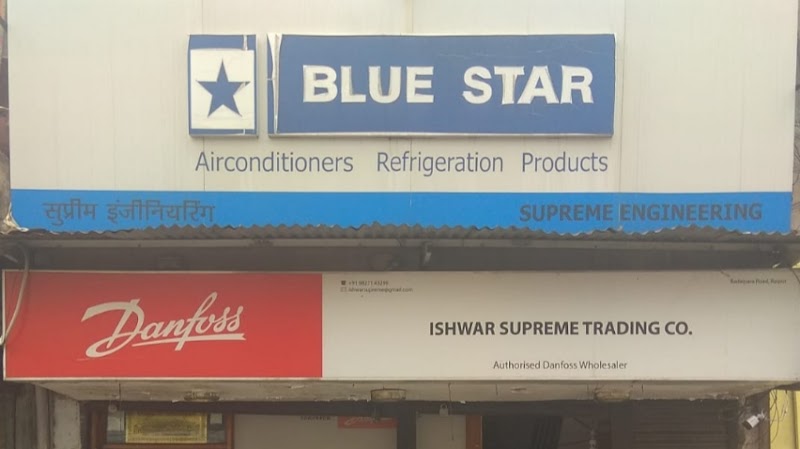 BLUE STAR
Airconditioners Refrigeration Products
सुप्रीम इंजीनियरिंग SUPREME ENGINEERING
Danfoss
ISHWAR SUPREME TRADING CO.
Authorised Danfoss Wholesaler